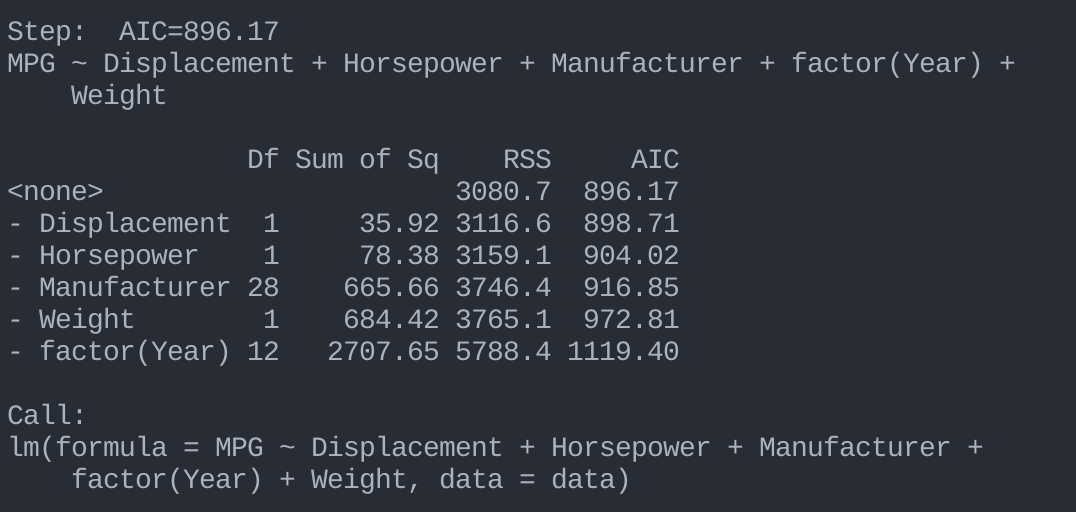 Step:  AIC=896.17
MPG ~ Displacement + Horsepower + Manufacturer + factor(Year) +
    Weight
               Df Sum of Sq    RSS     AIC
<none>                      3080.7  896.17
- Displacement  1     35.92 3116.6  898.71
- Horsepower    1     78.38 3159.1  904.02
- Manufacturer 28    665.66 3746.4  916.85
- Weight        1    684.42 3765.1  972.81
- factor(Year) 12   2707.65 5788.4 1119.40
Call:
lm(formula = MPG ~ Displacement + Horsepower + Manufacturer +
    factor(Year) + Weight, data = data)